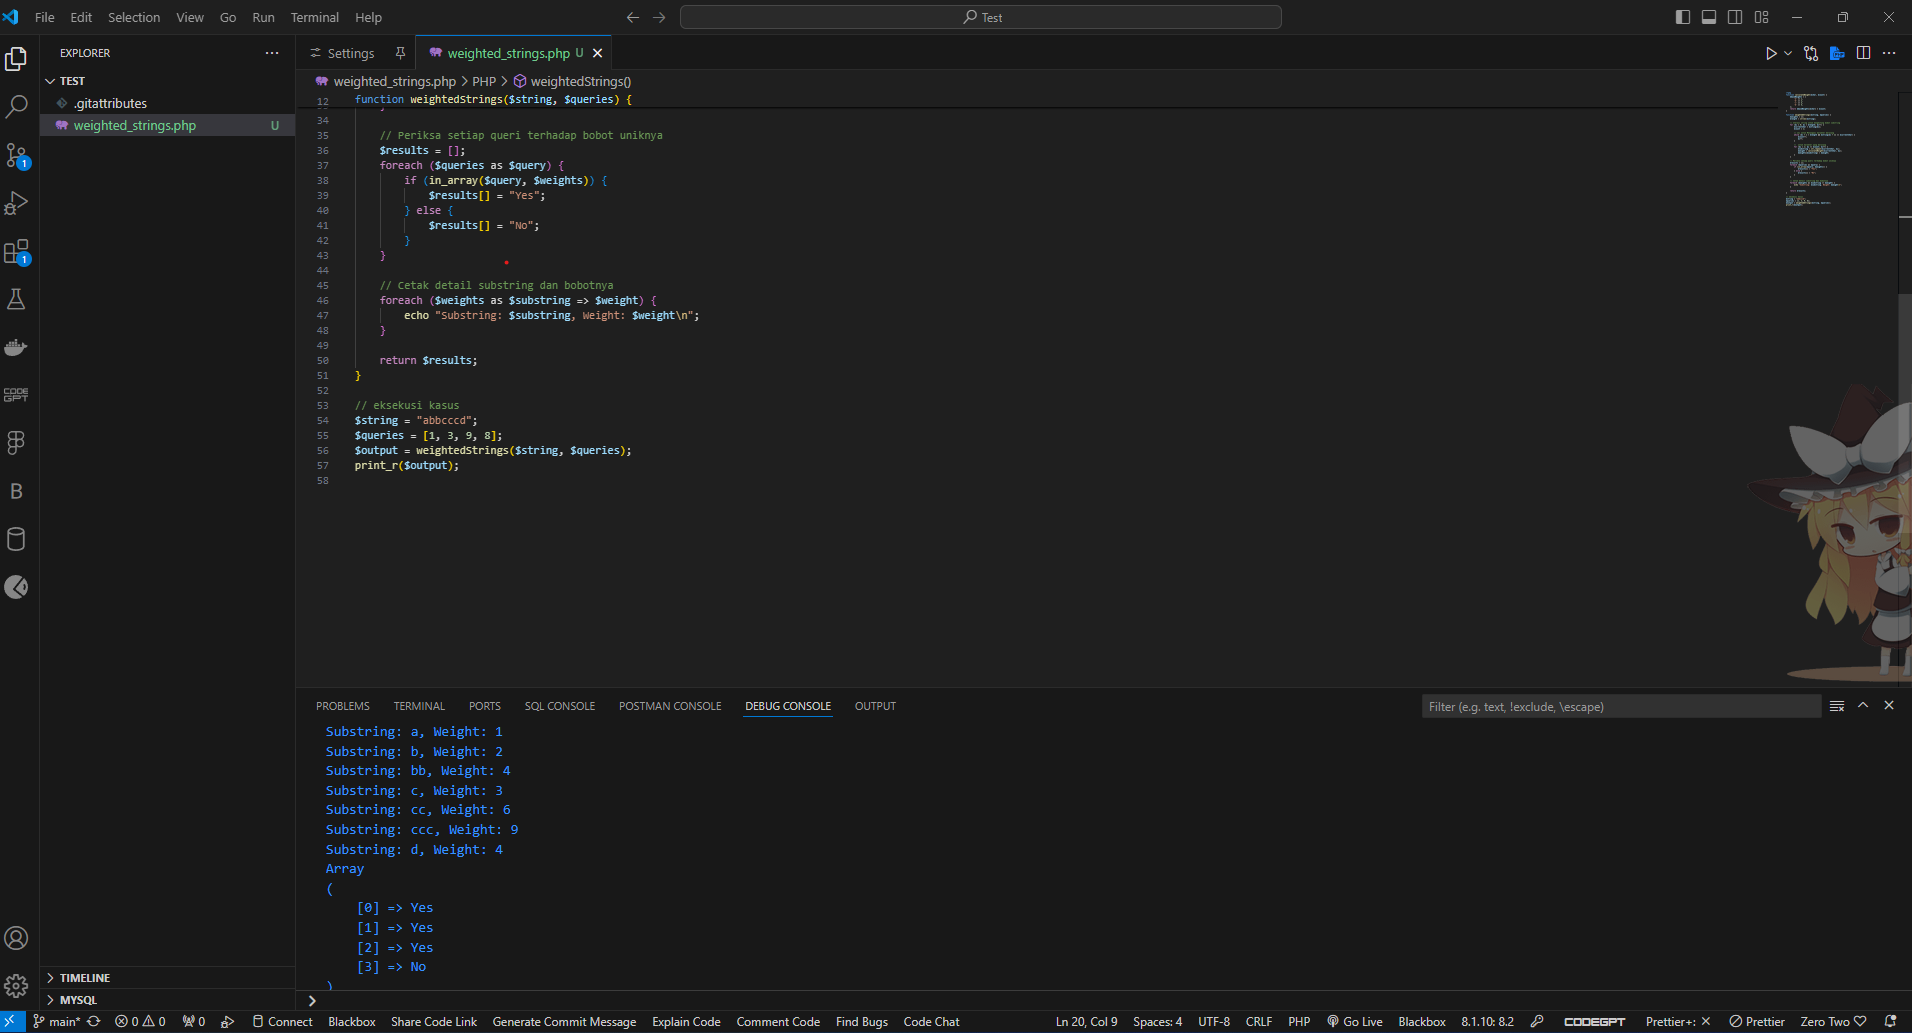 File Edit Selection View Go Run Terminal Help
Test
EXPLORER
TEST
.gitattributes
weighted_strings.php U
1
1
CODE
GPT
B
TIMELINE
MYSQL
Settings weighted_strings.php U
weighted_strings.php > PHP > weightedStrings()
12 function weightedStrings($string, $queries) {
34
35 // Periksa setiap queri terhadap bobot uniknya
36 $results = [];
37 foreach ($queries as $query) {
38 if (in_array($query, $weights)) {
39 $results[] = "Yes";
40 } else {
41 $results[] = "No";
42 }
43 }
44
45 // Cetak detail substring dan bobotnya
46 foreach ($weights as $substring => $weight) {
47 echo "Substring: $substring, Weight: $weight\n";
48 }
49
50 return $results;
51 }
52
53 // eksekusi kasus
54 $string = "abbcccd";
55 $queries = [1, 3, 9, 8];
56 $output = weightedStrings($string, $queries);
57 print_r($output);
58
PROBLEMS TERMINAL PORTS SQL CONSOLE POSTMAN CONSOLE DEBUG CONSOLE OUTPUT
Filter (e.g. text, !exclude, \escape)
Substring: a, Weight: 1
Substring: b, Weight: 2
Substring: bb, Weight: 4
Substring: c, Weight: 3
Substring: cc, Weight: 6
Substring: ccc, Weight: 9
Substring: d, Weight: 4
Array
(
[0] => Yes
[1] => Yes
[2] => Yes
[3] => No
)
>
main* 0 0 0 Connect Blackbox Share Code Link Generate Commit Message Explain Code Comment Code Find Bugs Code Chat Ln 20, Col 9 Spaces: 4 UTF-8 CRLF PHP Go Live Blackbox 8.1.10: 8.2 CODEGPT Prettier+: × Prettier Zero Two ♡